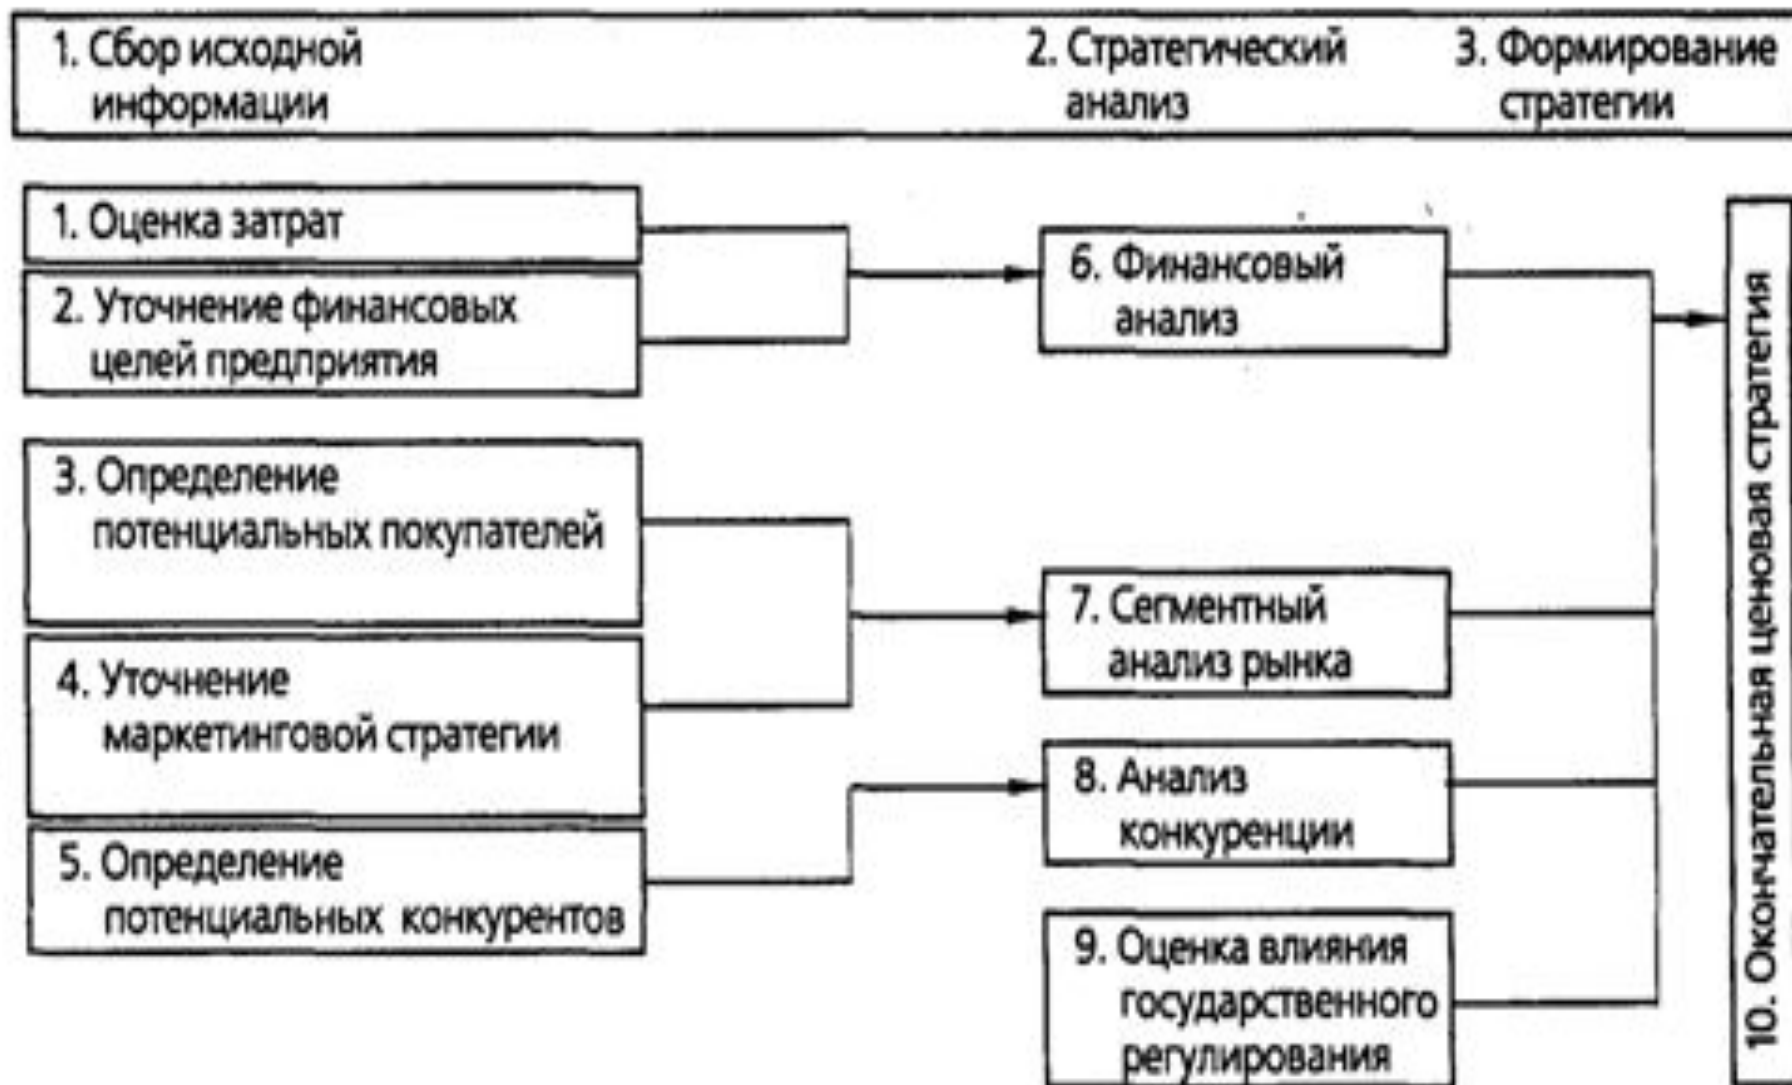 1. Сбор исходной
информации
2. Стратегический
анализ
3. Формирование
стратегии
1. Оценка затрат
2. Уточнение финансовых
целей предприятия
3. Определение
потенциальных покупателей
4. Уточнение
маркетинговой стратегии
5. Определение
потенциальных конкурентов
6. Финансовый
анализ
7. Сегментный
анализ рынка
8. Анализ
конкуренции
9. Оценка влияния
государственного
регулирования
10. Окончательная ценовая стратегия